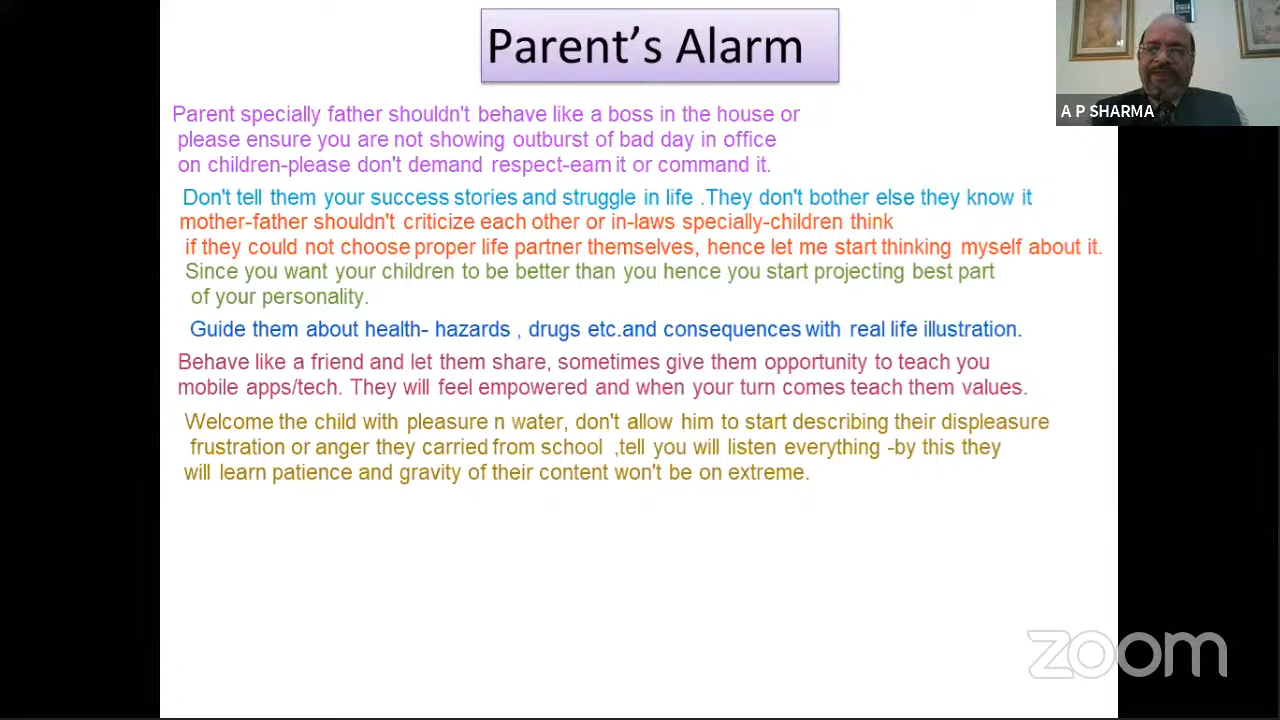 Parent's Alarm
A P SHARMA
Parent specially father shouldn't behave like a boss in the house or
please ensure you are not showing outburst of bad day in office
on children-please don't demand respect-earn it or command it.
Don't tell them your success stories and struggle in life .They don't bother else they know it
mother-father shouldn't criticize each other or in-laws specially-children think
if they could not choose proper life partner themselves, hence let me start thinking myself about it.
Since you want your children to be better than you hence you start projecting best part
of your personality.
Guide them about health- hazards , drugs etc.and consequences with real life illustration.
Behave like a friend and let them share, sometimes give them opportunity to teach you
mobile apps/tech. They will feel empowered and when your turn comes teach them values.
Welcome the child with pleasure n water, don't allow him to start describing their displeasure
frustration or anger they carried from school ,tell you will listen everything -by this they
will learn patience and gravity of their content won't be on extreme.
zoom